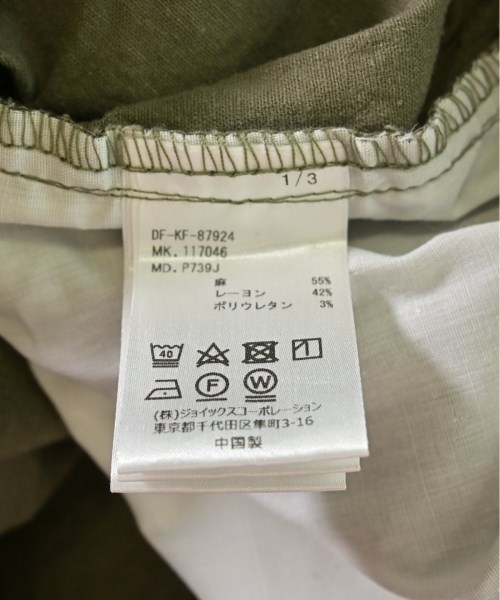 1/3
DF-KF-87924
MK. 117046
MD. P739J
麻 55%
レーヨン 42%
ポリウレタン 3%
40
F W
(株)ジョイックスコーポレーション
東京都千代田区隼町3-16
中国製